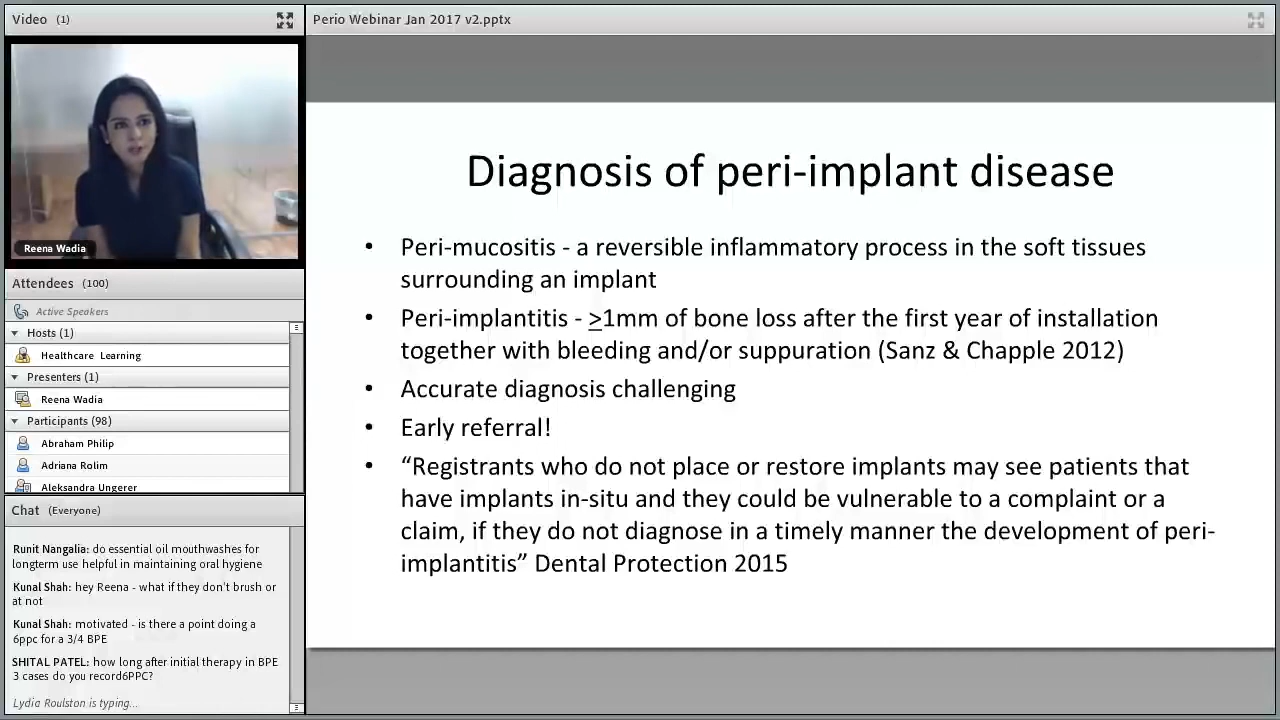 Video (1)
Reena Wadia
Attendees (100)
Active Speakers
Hosts (1)
Healthcare Learning
Presenters (1)
Reena Wadia
Participants (98)
Abraham Philip
Adriana Rolim
Aleksandra Ungerer
Chat (Everyone)
Runit Nangalia: do essential oil mouthwashes for
longterm use helpful in maintaining oral hygiene
Kunal Shah: hey Reena - what if they don't brush or
at not
Kunal Shah: motivated - is there a point doing a
6ppc for a 3/4 BPE
SHITAL PATEL: how long after initial therapy in BPE
3 cases do you record6PPC?
Lydia Roulston is typing...
Perio Webinar Jan 2017 v2.pptx
Diagnosis of peri-implant disease
• Peri-mucositis - a reversible inflammatory process in the soft tissues
surrounding an implant
• Peri-implantitis - ≥1mm of bone loss after the first year of installation
together with bleeding and/or suppuration (Sanz & Chapple 2012)
• Accurate diagnosis challenging
• Early referral!
• “Registrants who do not place or restore implants may see patients that
have implants in-situ and they could be vulnerable to a complaint or a
claim, if they do not diagnose in a timely manner the development of peri-
implantitis” Dental Protection 2015